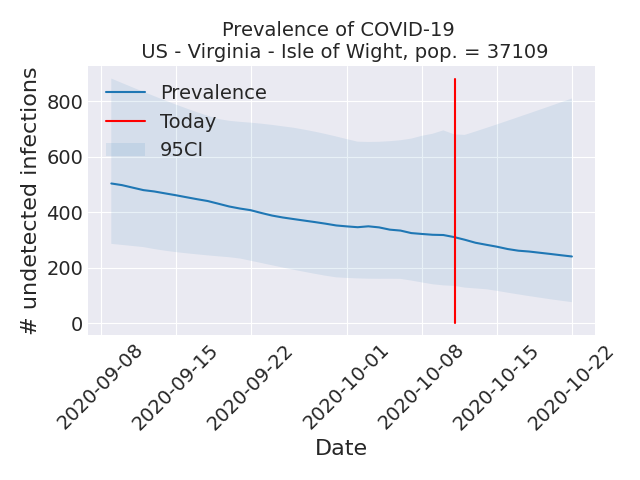 Prevalence of COVID-19
US - Virginia - Isle of Wight, pop. = 37109
# undetected infections
800
600
400
200
0
Prevalence
Today
95CI
2020-09-08
2020-09-15
2020-09-22
2020-10-01
2020-10-08
2020-10-15
2020-10-22
Date